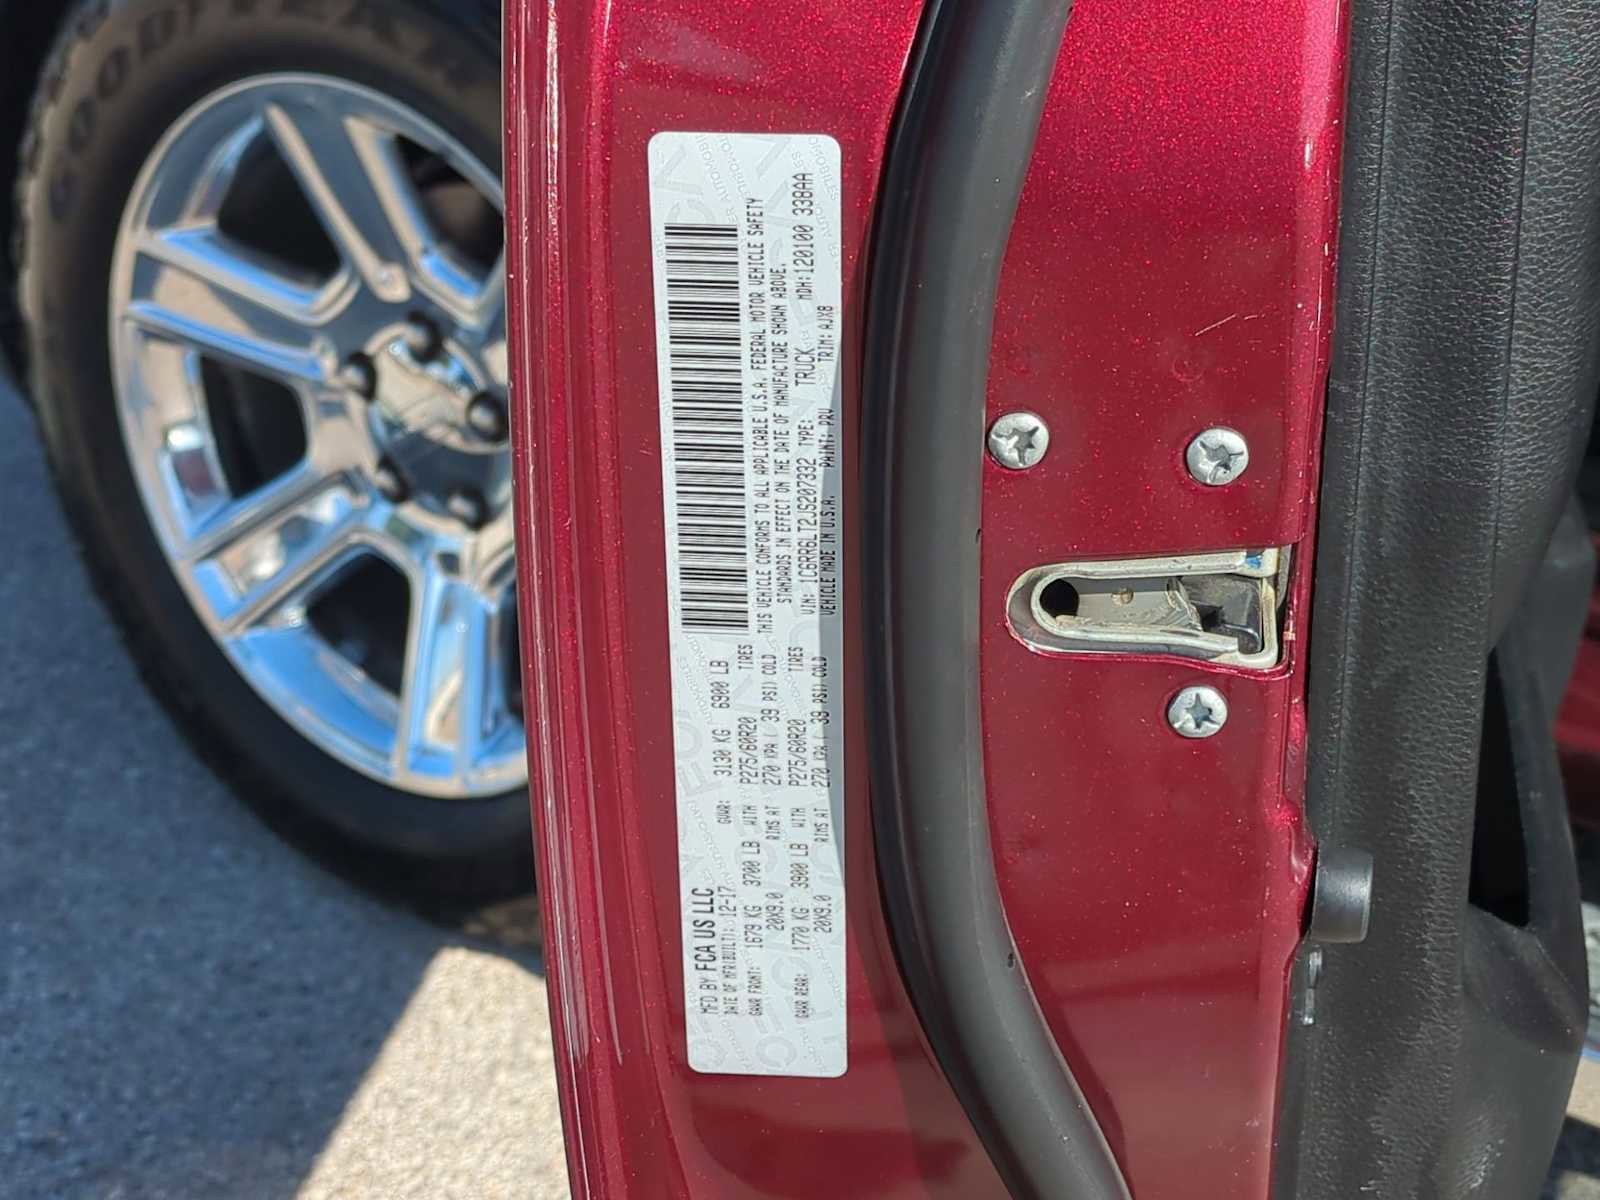 GOODYEAR
MFD BY FCA US LLC
DATE OF MFR(BUILT): 12-17 GVWR: 3130 KG 6900 LB
GAWR FRONT: 1679 KG 3700 LB WITH P275/60R20 TIRES
20X9.0 RIMS AT 270 KPA( 39 PSI) COLD
GAWR REAR: 1770 KG 3900 LB WITH P275/60R20 TIRES
20X9.0 RIMS AT 270 KPA( 39 PSI) COLD
THIS VEHICLE CONFORMS TO ALL APPLICABLE U.S.A. FEDERAL MOTOR VEHICLE SAFETY
STANDARDS IN EFFECT ON THE DATE OF MANUFACTURE SHOWN ABOVE.
VIN: 1C6RR6LT2JS207332 TYPE: TRUCK MDH:120100 338AA
VEHICLE MADE IN U.S.A. PAINT: PRV TRIM: AJX8